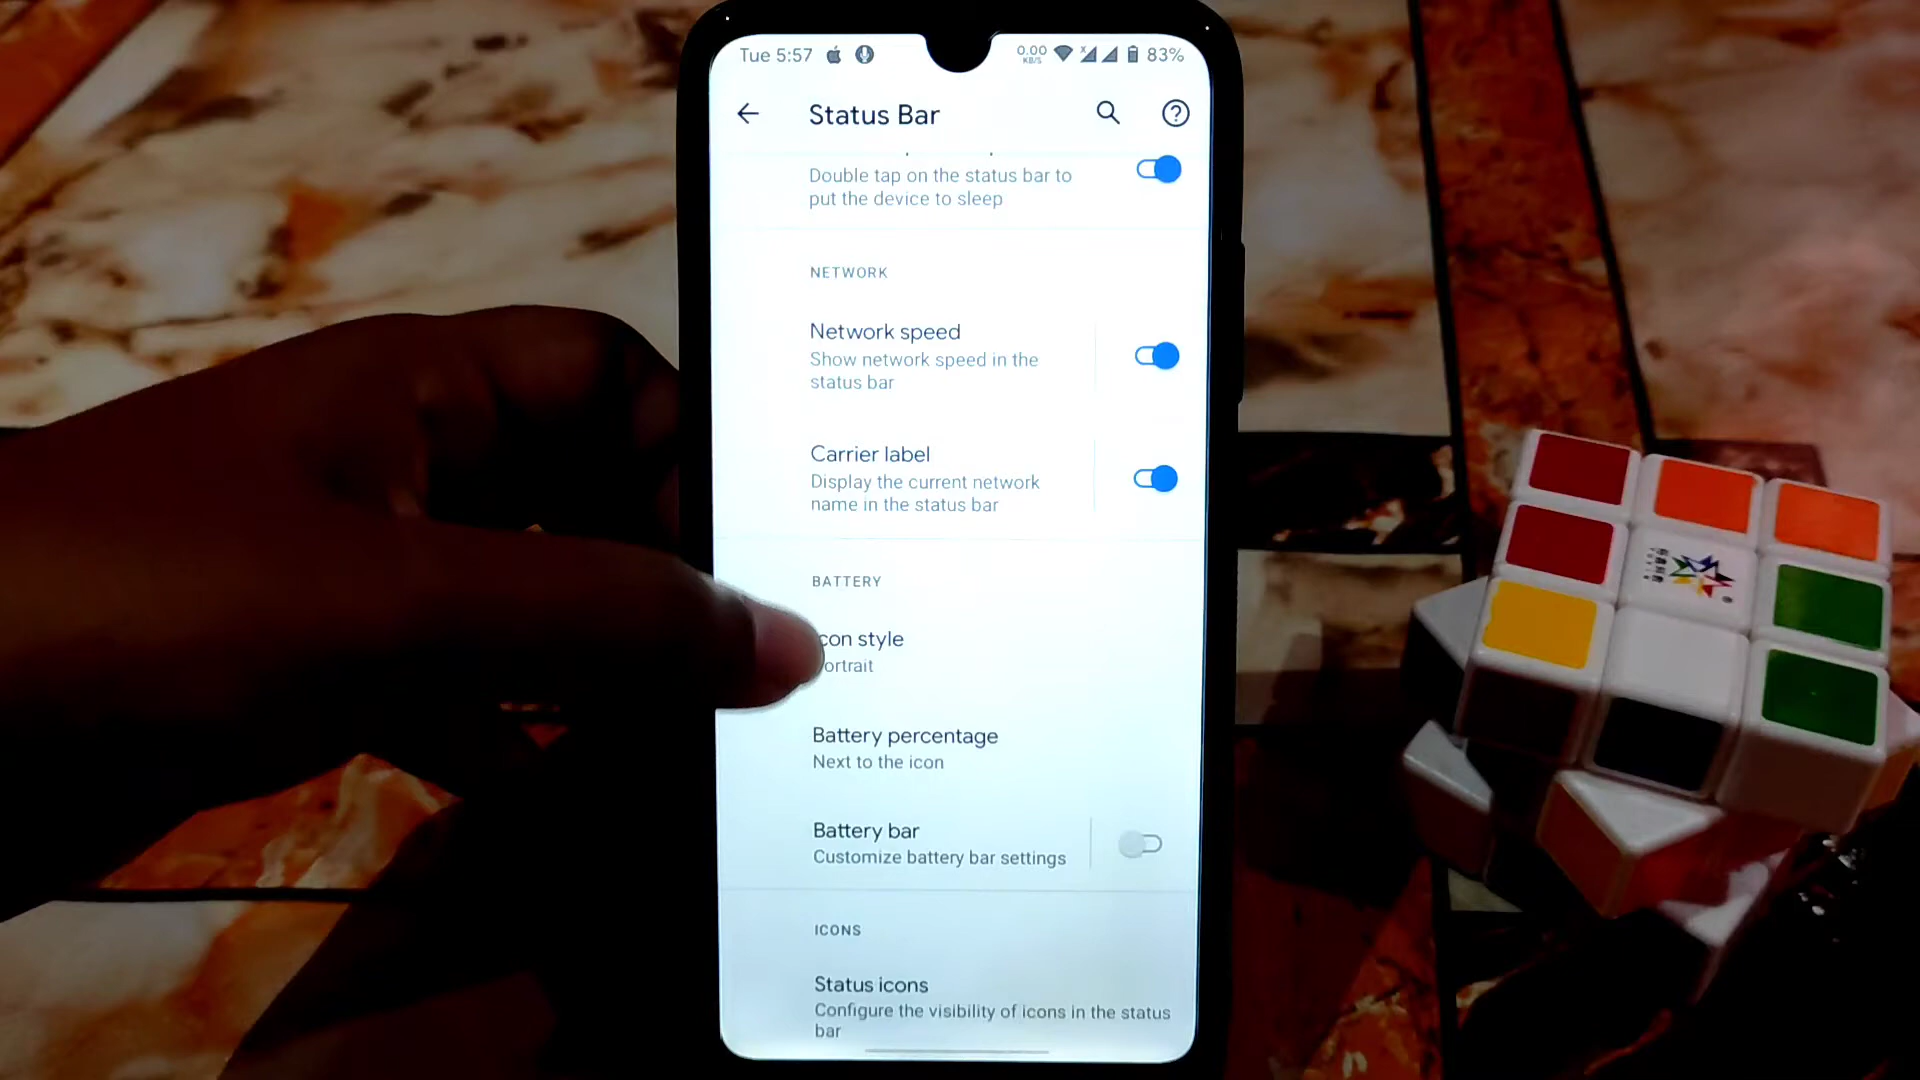 Tue 5:57
0.00
KB/S
83%
Status Bar
Double tap on the status bar to
put the device to sleep
NETWORK
Network speed
Show network speed in the
status bar
Carrier label
Display the current network
name in the status bar
BATTERY
con style
ortrait
Battery percentage
Next to the icon
Battery bar
Customize battery bar settings
ICONS
Status icons
Configure the visibility of icons in the status
bar